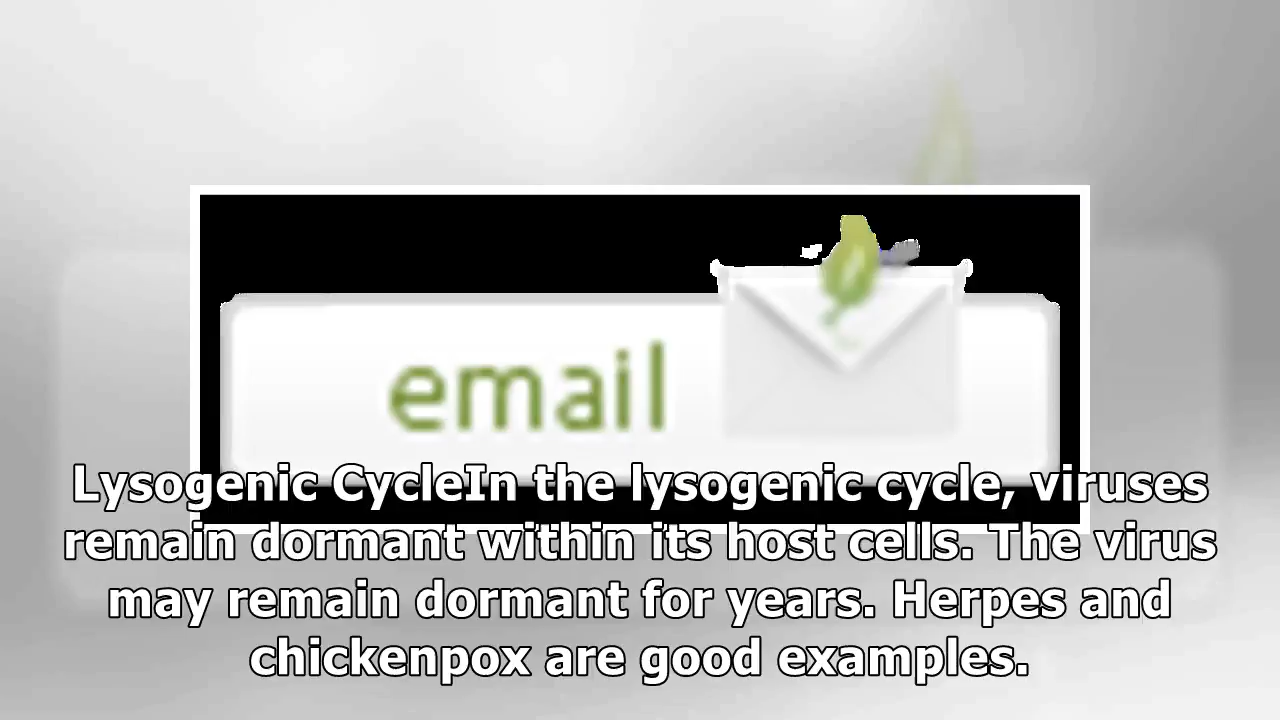 email
Lysogenic CycleIn the lysogenic cycle, viruses
remain dormant within its host cells. The virus
may remain dormant for years. Herpes and
chickenpox are good examples.